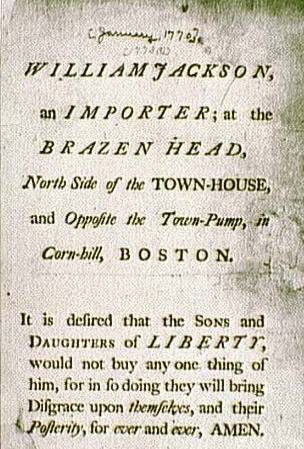 (January, 1770)
WILLIAM JACKSON,
an IMPORTER; at the
BRAZEN HEAD,
North Side of the TOWN-HOUSE,
and Opposite the Town-Pump, in
Corn-hill, BOSTON.
It is deſired that the SONS and
DAUGHTERS of LIBERTY,
would not buy any one thing of
him, for in ſo doing they will bring
Diſgrace upon themſelves, and their
Poſterity, for ever and ever, AMEN.